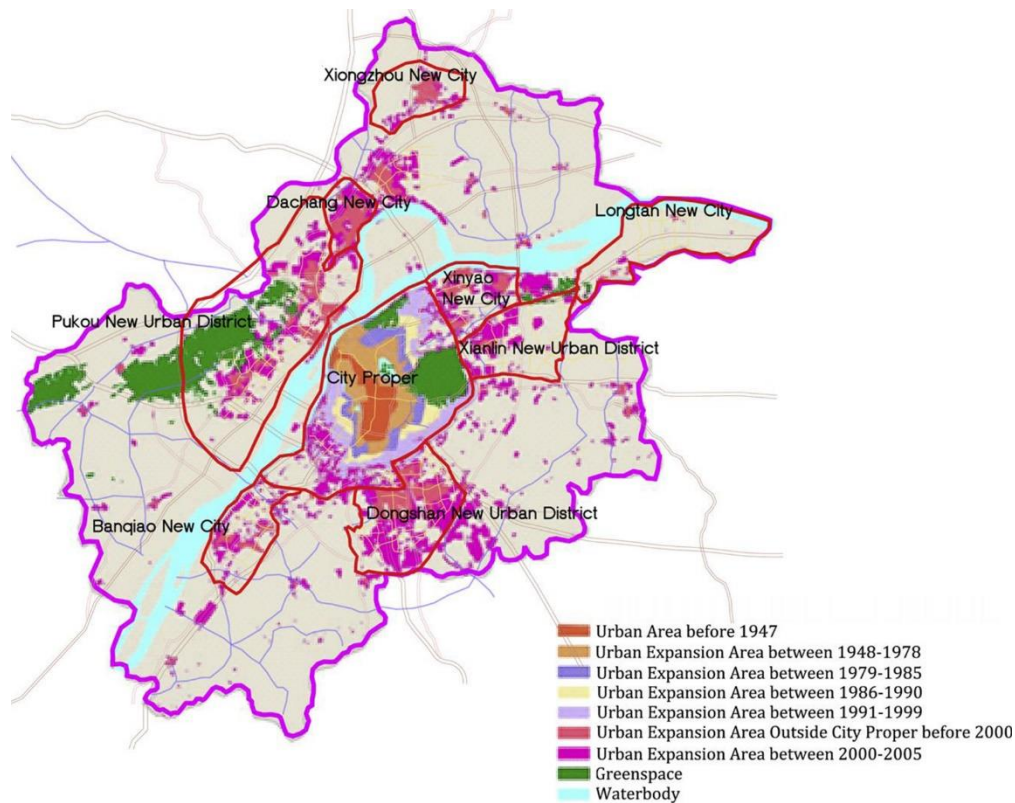 Xiongzhou New City
Dachang New City
Longtan New City
Xinyao
New City
Pukou New Urban District
Xianlin New Urban District
City Proper
Banqiao New City
Dongshan New Urban District
Urban Area before 1947
Urban Expansion Area between 1948-1978
Urban Expansion Area between 1979-1985
Urban Expansion Area between 1986-1990
Urban Expansion Area between 1991-1999
Urban Expansion Area Outside City Proper before 2000
Urban Expansion Area between 2000-2005
Greenspace
Waterbody